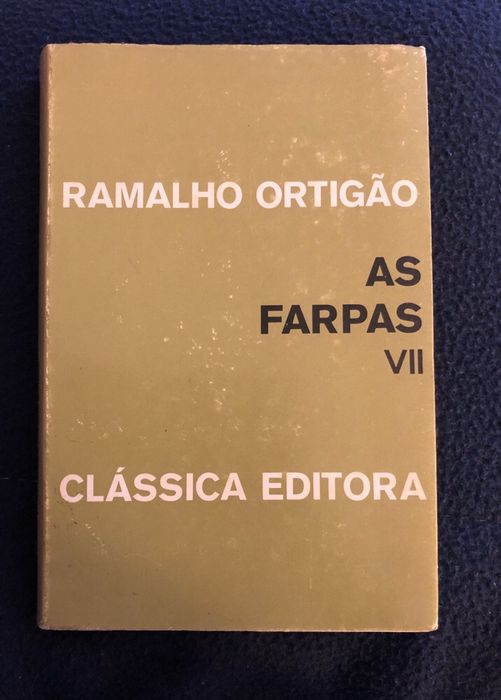 RAMALHO ORTIGÃO
AS
FARPAS
VII
CLÁSSICA EDITORA